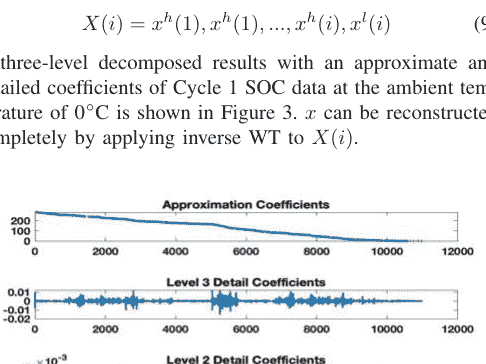 X(i) = x^h(1), x^h(1), ..., x^h(i), x^l(i) (9
three-level decomposed results with an approximate an
ailed coefficients of Cycle 1 SOC data at the ambient tem
rature of 0°C is shown in Figure 3. x can be reconstructe
mpletely by applying inverse WT to X(i).
Approximation Coefficients
200
100
0
0 2000 4000 6000 8000 10000 12000
Level 3 Detail Coefficients
0.01
0
-0.01
-0.02
0 2000 4000 6000 8000 10000 12000
×10^-3
Level 2 Detail Coefficients